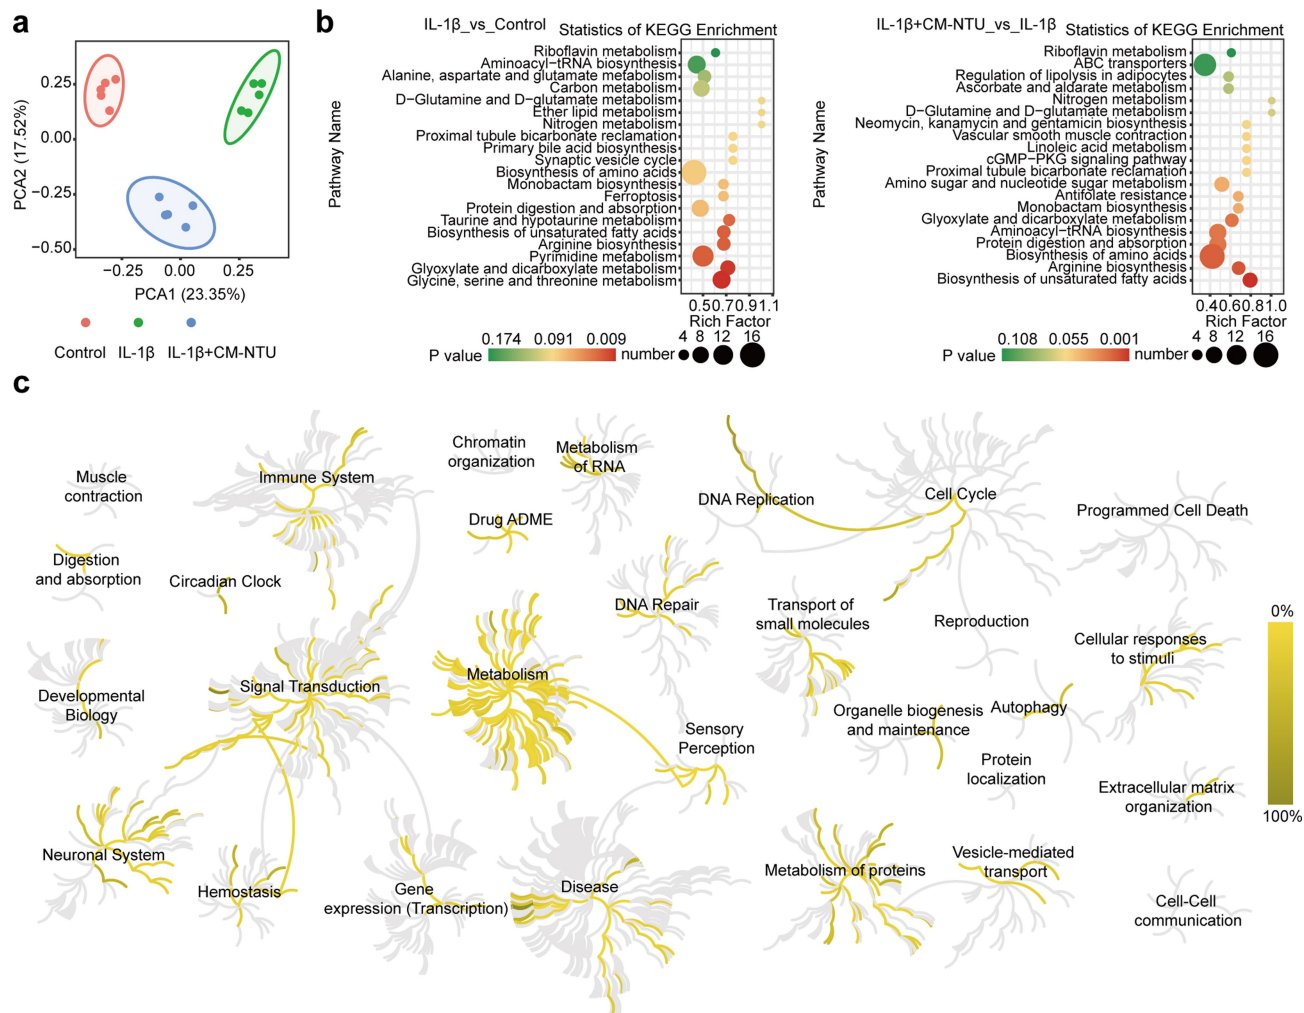 a
PCA2 (17.52%)
0.25
0.00
−0.25
−0.50
−0.25
0.00
0.25
PCA1 (23.35%)
Control
IL-1β
IL-1β+CM-NTU
b
IL-1β_vs_Control
Statistics of KEGG Enrichment
Pathway Name
Riboflavin metabolism
Aminoacyl−tRNA biosynthesis
Alanine, aspartate and glutamate metabolism
Carbon metabolism
D−Glutamine and D−glutamate metabolism
Ether lipid metabolism
Nitrogen metabolism
Proximal tubule bicarbonate reclamation
Primary bile acid biosynthesis
Synaptic vesicle cycle
Biosynthesis of amino acids
Monobactam biosynthesis
Ferroptosis
Protein digestion and absorption
Taurine and hypotaurine metabolism
Biosynthesis of unsaturated fatty acids
Arginine biosynthesis
Pyrimidine metabolism
Glyoxylate and dicarboxylate metabolism
Glycine, serine and threonine metabolism
0.50.70.91.1
Rich Factor
0.174 0.091 0.009
P value
number
4 8 12 16
IL-1β+CM-NTU_vs_IL-1β
Statistics of KEGG Enrichment
Pathway Name
Riboflavin metabolism
ABC transporters
Regulation of lipolysis in adipocytes
Ascorbate and aldarate metabolism
Nitrogen metabolism
D−Glutamine and D−glutamate metabolism
Neomycin, kanamycin and gentamicin biosynthesis
Vascular smooth muscle contraction
Linoleic acid metabolism
cGMP−PKG signaling pathway
Proximal tubule bicarbonate reclamation
Amino sugar and nucleotide sugar metabolism
Antifolate resistance
Monobactam biosynthesis
Glyoxylate and dicarboxylate metabolism
Aminoacyl−tRNA biosynthesis
Protein digestion and absorption
Biosynthesis of amino acids
Arginine biosynthesis
Biosynthesis of unsaturated fatty acids
0.40.60.81.0
Rich Factor
0.108 0.055 0.001
P value
number
4 8 12 16
c
Muscle
contraction
Immune System
Chromatin
organization
Metabolism
of RNA
DNA Replication
Cell Cycle
Programmed Cell Death
Drug ADME
Digestion
and absorption
Circadian Clock
DNA Repair
Transport of
small molecules
Reproduction
Cellular responses
to stimuli
0%
100%
Developmental
Biology
Signal Transduction
Metabolism
Sensory
Perception
Organelle biogenesis
and maintenance
Autophagy
Protein
localization
Extracellular matrix
organization
Neuronal System
Hemostasis
Gene
expression (Transcription)
Disease
Metabolism of proteins
Vesicle-mediated
transport
Cell-Cell
communication